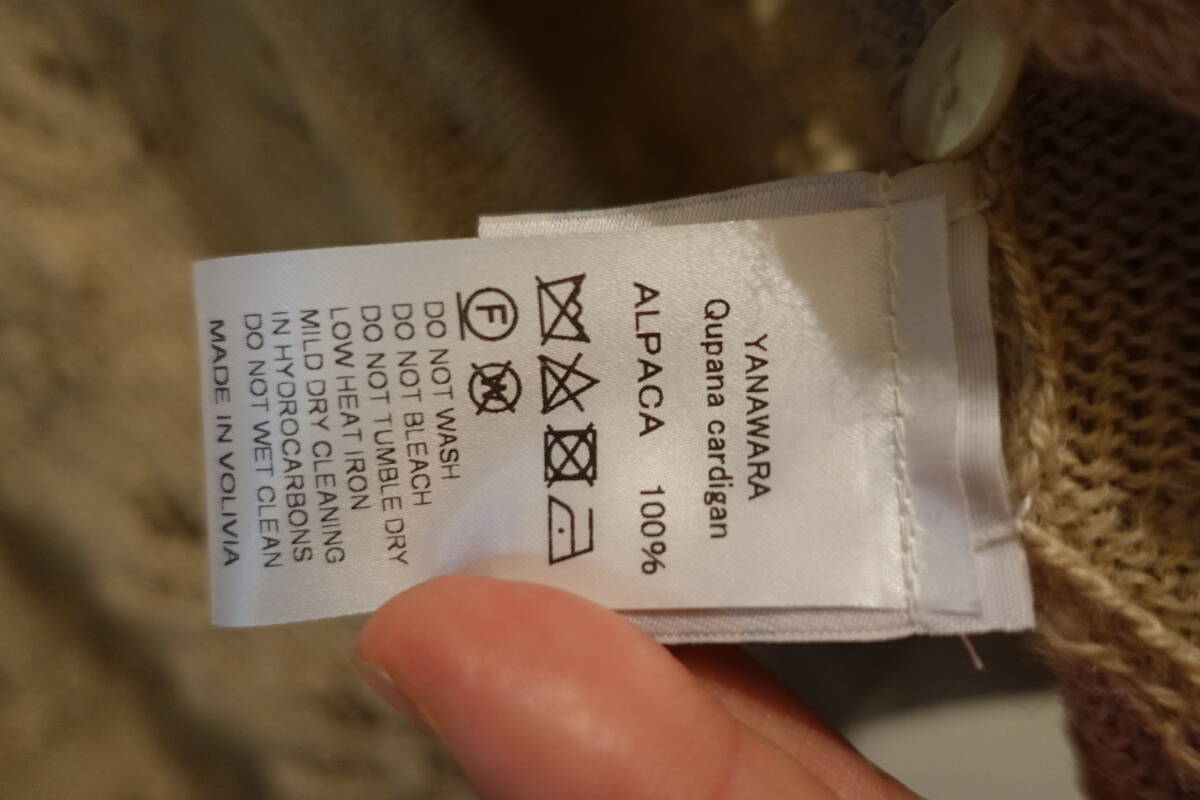 YANAWARA
Qupana cardigan
ALPACA 100%
F W
DO NOT WASH
DO NOT BLEACH
DO NOT TUMBLE DRY
LOW HEAT IRON
MILD DRY CLEANING
IN HYDROCARBONS
DO NOT WET CLEAN
MADE IN VOLIVIA